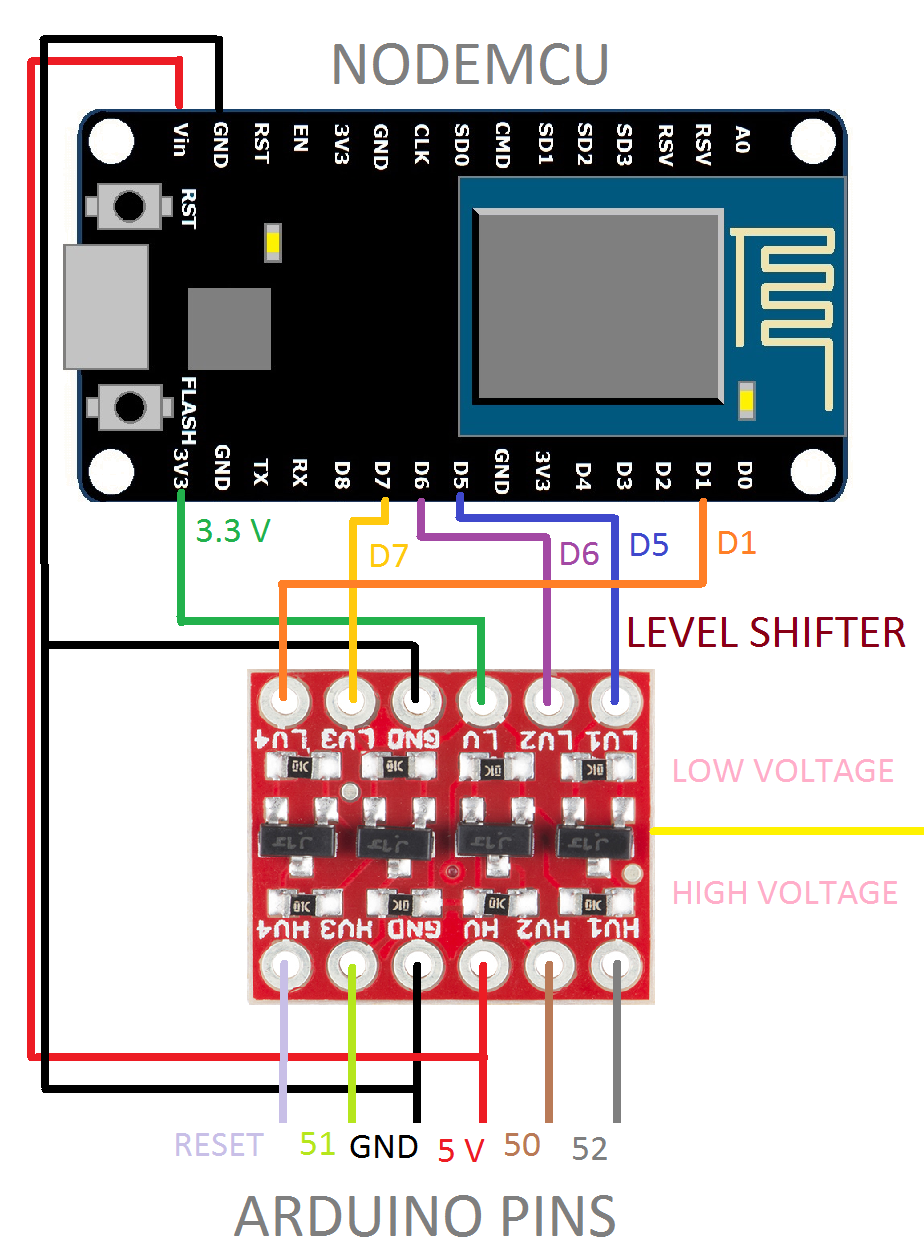 NODEMCU
Vin GND RST EN 3V3 GND CLK SD0 CMD SD1 SD2 SD3 RSV RSV A0
RST
FLASH
3V3 GND TX RX D8 D7 D6 D5 GND 3V3 D4 D3 D2 D1 D0
3.3 V
D7
D6
D5
D1
LEVEL SHIFTER
LV4 LV3 GND LV LV2 LV1
LOW VOLTAGE
HIGH VOLTAGE
HV4 HV3 GND HV HV2 HV1
RESET 51 GND 5 V 50 52
ARDUINO PINS